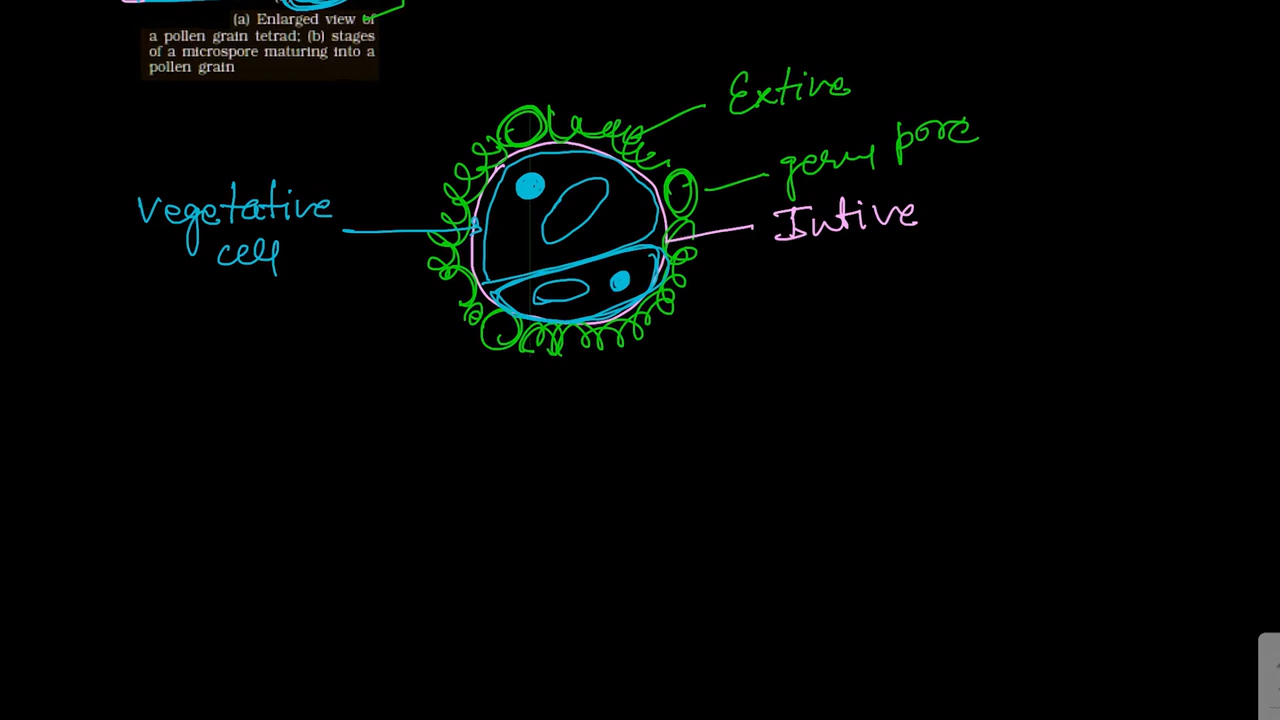 (a) Enlarged view of
a pollen grain tetrad; (b) stages
of a microspore maturing into a
pollen grain
Extine
germ pore
Intine
Vegetative
cell